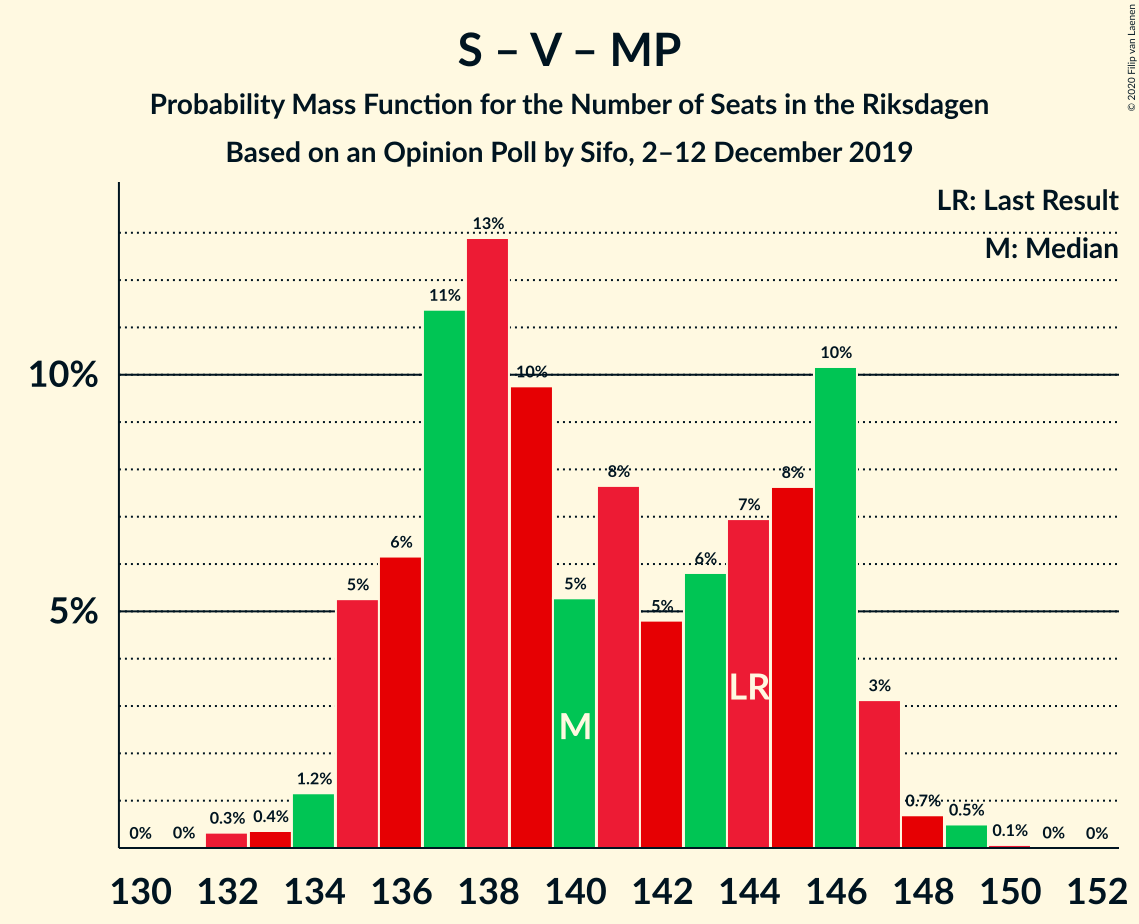 S – V – MP
Probability Mass Function for the Number of Seats in the Riksdagen
Based on an Opinion Poll by Sifo, 2–12 December 2019
© 2020 Filip van Laenen
LR: Last Result
M: Median
10%
5%
0%
0%
0.3%
0.4%
1.2%
5%
6%
11%
13%
10%
5%
8%
5%
6%
7%
8%
10%
3%
0.7%
0.5%
0.1%
0%
0%
M
LR
130 132 134 136 138 140 142 144 146 148 150 152